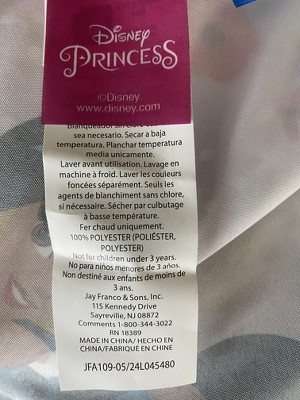 Disney
PRINCESS
©Disney
www.disney.com
sea necesario. Secar a baja
temperatura. Planchar temperatura
media unicamente.
Laver avant utilisation. Lavage en
machine à froid. Laver les couleurs
foncées séparément. Seuls les
agents de blanchiment sans chlore,
si nécessaire. Sécher par culbutage
à basse température.
Fer chaud uniquement.
100% POLYESTER (POLIÉSTER,
POLYESTER)
Not for children under 3 years.
No para niños menores de 3 años.
Non destiné aux enfants de moins de
3 ans.
Jay Franco & Sons, Inc.
115 Kennedy Drive
Sayreville, NJ 08872
Comments 1-800-344-3022
RN 18389
MADE IN CHINA/ HECHO EN
CHINA/FABRIQUÉ EN CHINE
JFA109-05/24L045480